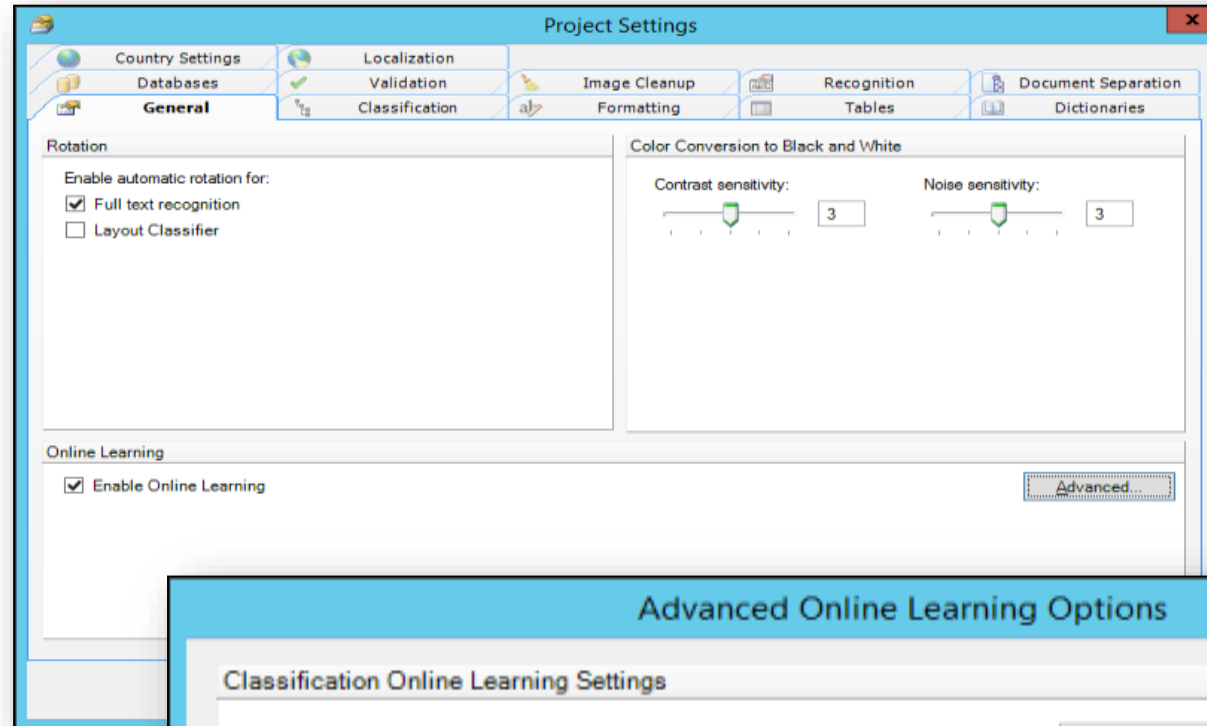 Project Settings
x
Country Settings Localization
Databases Validation Image Cleanup Recognition Document Separation
General Classification Formatting Tables Dictionaries
Rotation
Enable automatic rotation for:
Full text recognition
Layout Classifier
Color Conversion to Black and White
Contrast sensitivity: Noise sensitivity:
3 3
Online Learning
Enable Online Learning Advanced...
Advanced Online Learning Options
Classification Online Learning Settings